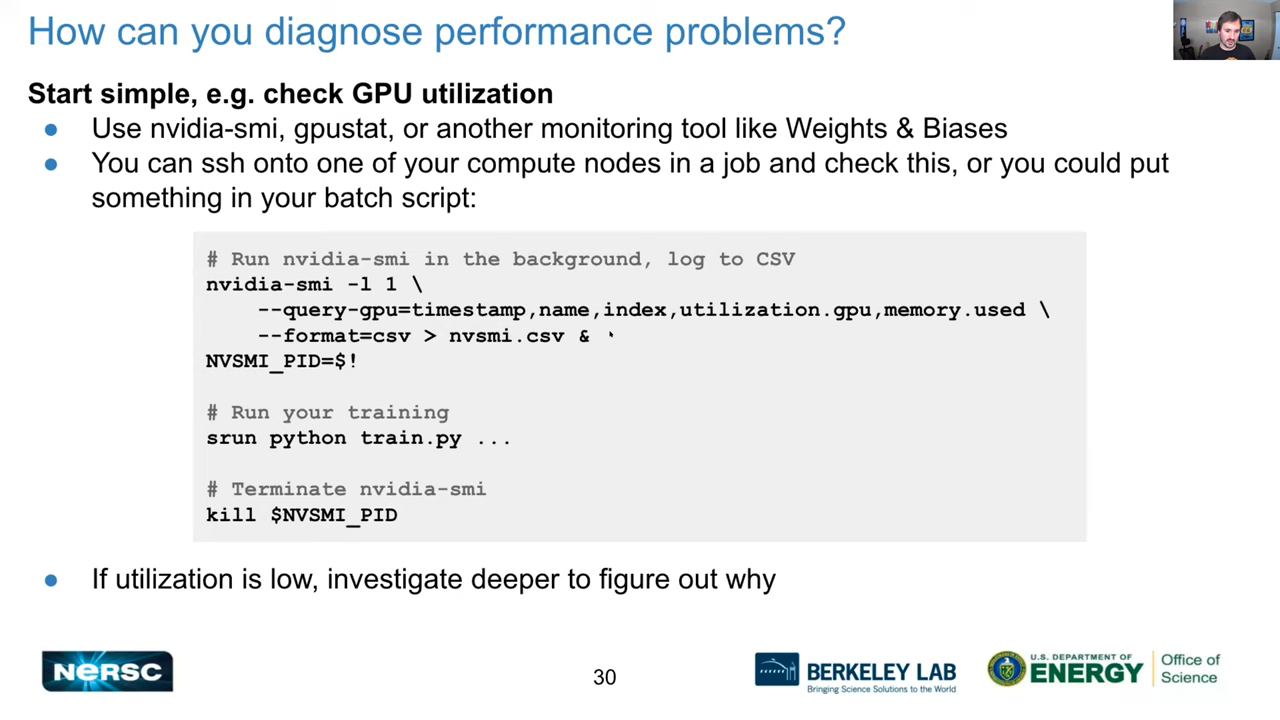 How can you diagnose performance problems?
Start simple, e.g. check GPU utilization
● Use nvidia-smi, gpustat, or another monitoring tool like Weights & Biases
● You can ssh onto one of your compute nodes in a job and check this, or you could put
something in your batch script:
# Run nvidia-smi in the background, log to CSV
nvidia-smi -l 1 \
    --query-gpu=timestamp,name,index,utilization.gpu,memory.used \
    --format=csv > nvsmi.csv &
NVSMI_PID=$!
# Run your training
srun python train.py ...
# Terminate nvidia-smi
kill $NVSMI_PID
● If utilization is low, investigate deeper to figure out why
NERSC
30
BERKELEY LAB
Bringing Science Solutions to the World
U.S. DEPARTMENT OF
ENERGY
Office of
Science